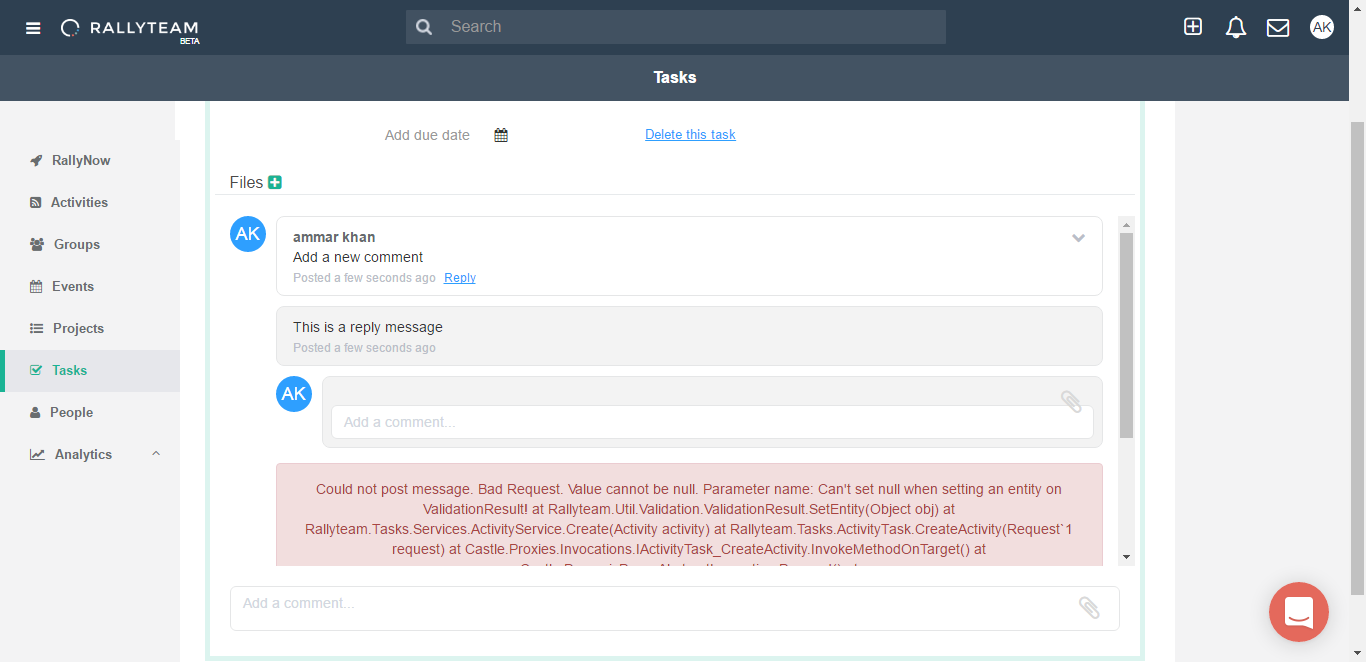 RALLYTEAM
BETA
Search
AK
Tasks
RallyNow
Activities
Groups
Events
Projects
Tasks
People
Analytics
Add due date
Delete this task
Files
AK
ammar khan
Add a new comment
Posted a few seconds ago Reply
This is a reply message
Posted a few seconds ago
AK
Add a comment...
Could not post message. Bad Request. Value cannot be null. Parameter name: Can't set null when setting an entity on
ValidationResult! at Rallyteam.Util.Validation.ValidationResult.SetEntity(Object obj) at
Rallyteam.Tasks.Services.ActivityService.Create(Activity activity) at Rallyteam.Tasks.ActivityTask.CreateActivity(Request`1
request) at Castle.Proxies.Invocations.IActivityTask_CreateActivity.InvokeMethodOnTarget() at
Add a comment...